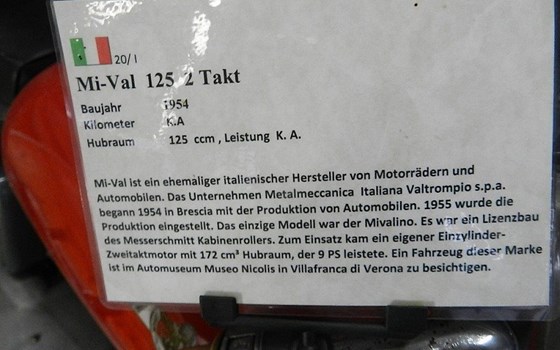 20/ I
Mi-Val 125 2 Takt
Baujahr 1954
Kilometer K.A
Hubraum 125 ccm , Leistung K. A.
Mi-Val ist ein ehemaliger italienischer Hersteller von Motorrädern und
Automobilen. Das Unternehmen Metalmeccanica Italiana Valtrompio s.p.a.
begann 1954 in Brescia mit der Produktion von Automobilen. 1955 wurde die
Produktion eingestellt. Das einzige Modell war der Mivalino. Es war ein Lizenzbau
des Messerschmitt Kabinenrollers. Zum Einsatz kam ein eigener Einzylinder-
Zweitaktmotor mit 172 cm³ Hubraum, der 9 PS leistete. Ein Fahrzeug dieser Marke
ist im Automuseum Museo Nicolis in Villafranca di Verona zu besichtigen.